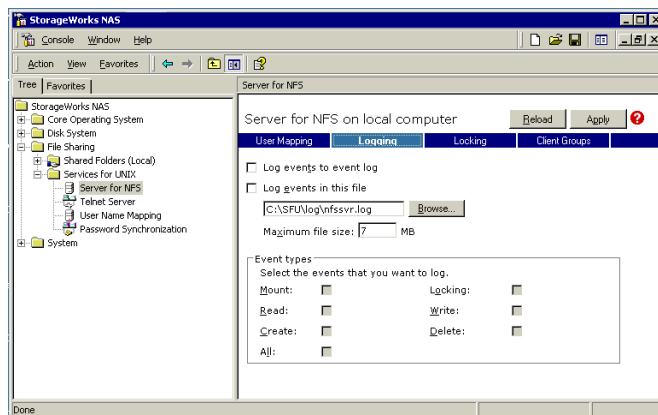 StorageWorks NAS
Console Window Help
Action View Favorites
Tree Favorites
Server for NFS
StorageWorks NAS
Core Operating System
Disk System
File Sharing
Shared Folders (Local)
Services for UNIX
Server for NFS
Telnet Server
User Name Mapping
Password Synchronization
System
Server for NFS on local computer
Reload
Apply
User Mapping Logging Locking Client Groups
Log events to event log
Log events in this file
C:\SFU\log\nfssvr.log
Browse...
Maximum file size: 7 MB
Event types
Select the events that you want to log.
Mount: Locking:
Read: Write:
Create: Delete:
All:
Done